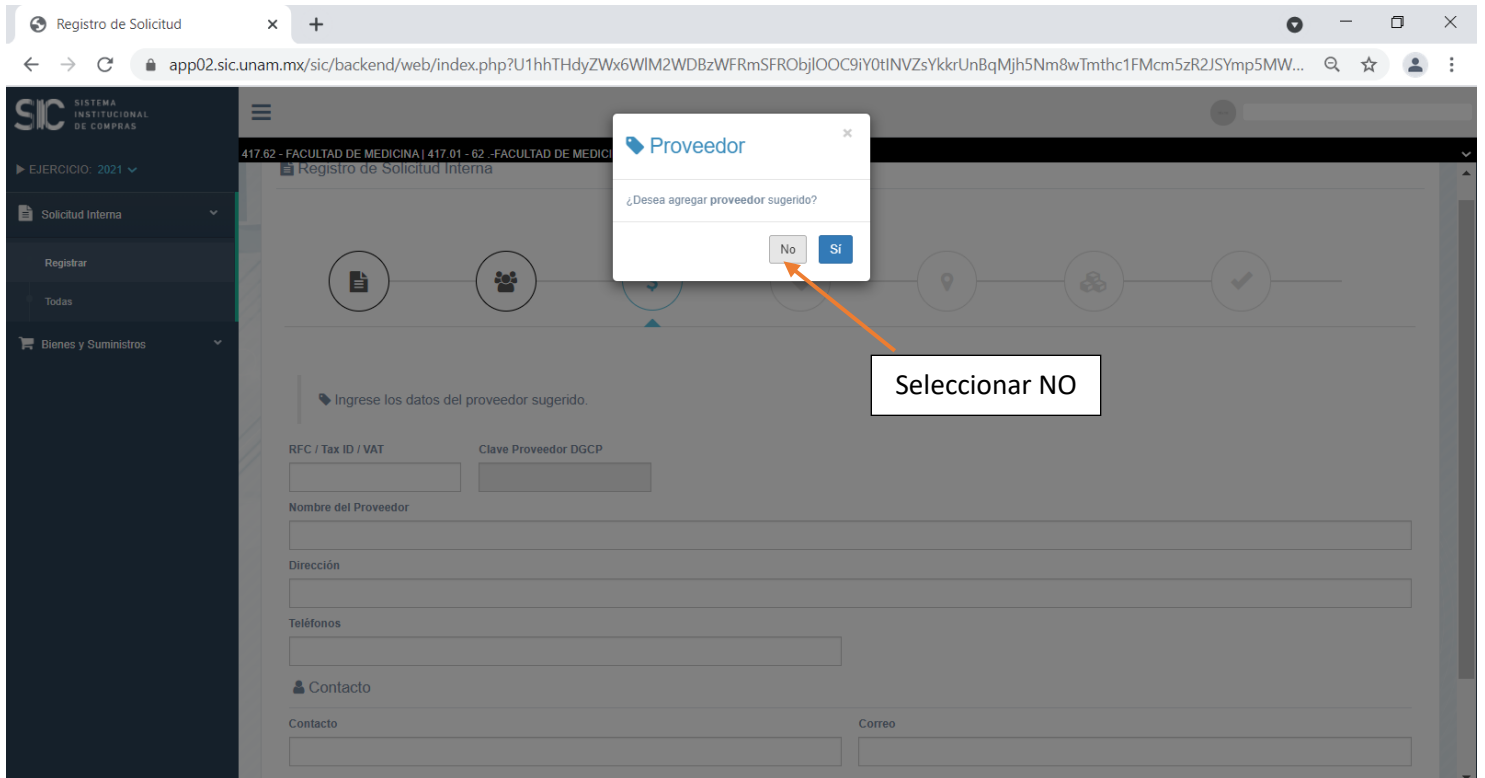 Registro de Solicitud
app02.sic.unam.mx/sic/backend/web/index.php?U1hhTHdyZWx6WlM2WDBzWFRmSFRObjlOOC9iY0tINVZsYkkrUnBqMjh5Nm8wTmthc1FMcm5zR2JSYmp5MW...
SIC
SISTEMA
INSTITUCIONAL
DE COMPRAS
EJERCICIO: 2021
Solicitud Interna
Registrar
Todas
Bienes y Suministros
417.62 - FACULTAD DE MEDICINA | 417.01 - 62 .-FACULTAD DE MEDICI
Registro de Solicitud Interna
Proveedor
¿Desea agregar proveedor sugerido?
No Sí
Seleccionar NO
Ingrese los datos del proveedor sugerido.
RFC / Tax ID / VAT Clave Proveedor DGCP
Nombre del Proveedor
Dirección
Teléfonos
Contacto
Contacto Correo